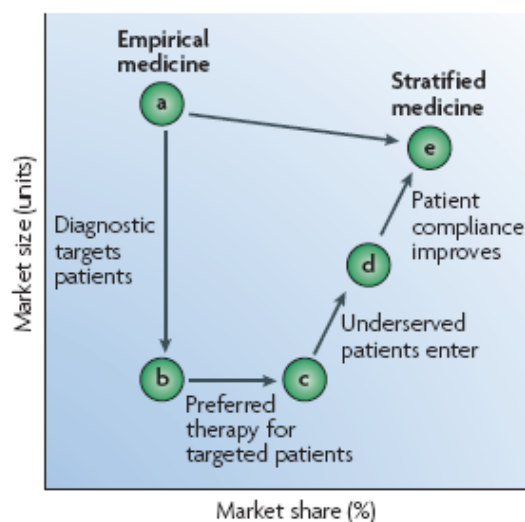 Empirical
medicine
a
Stratified
medicine
e
Patient
compliance
improves
Diagnostic
targets
patients
d
Underserved
patients enter
b
c
Preferred
therapy for
targeted patients
Market size (units)
Market share (%)